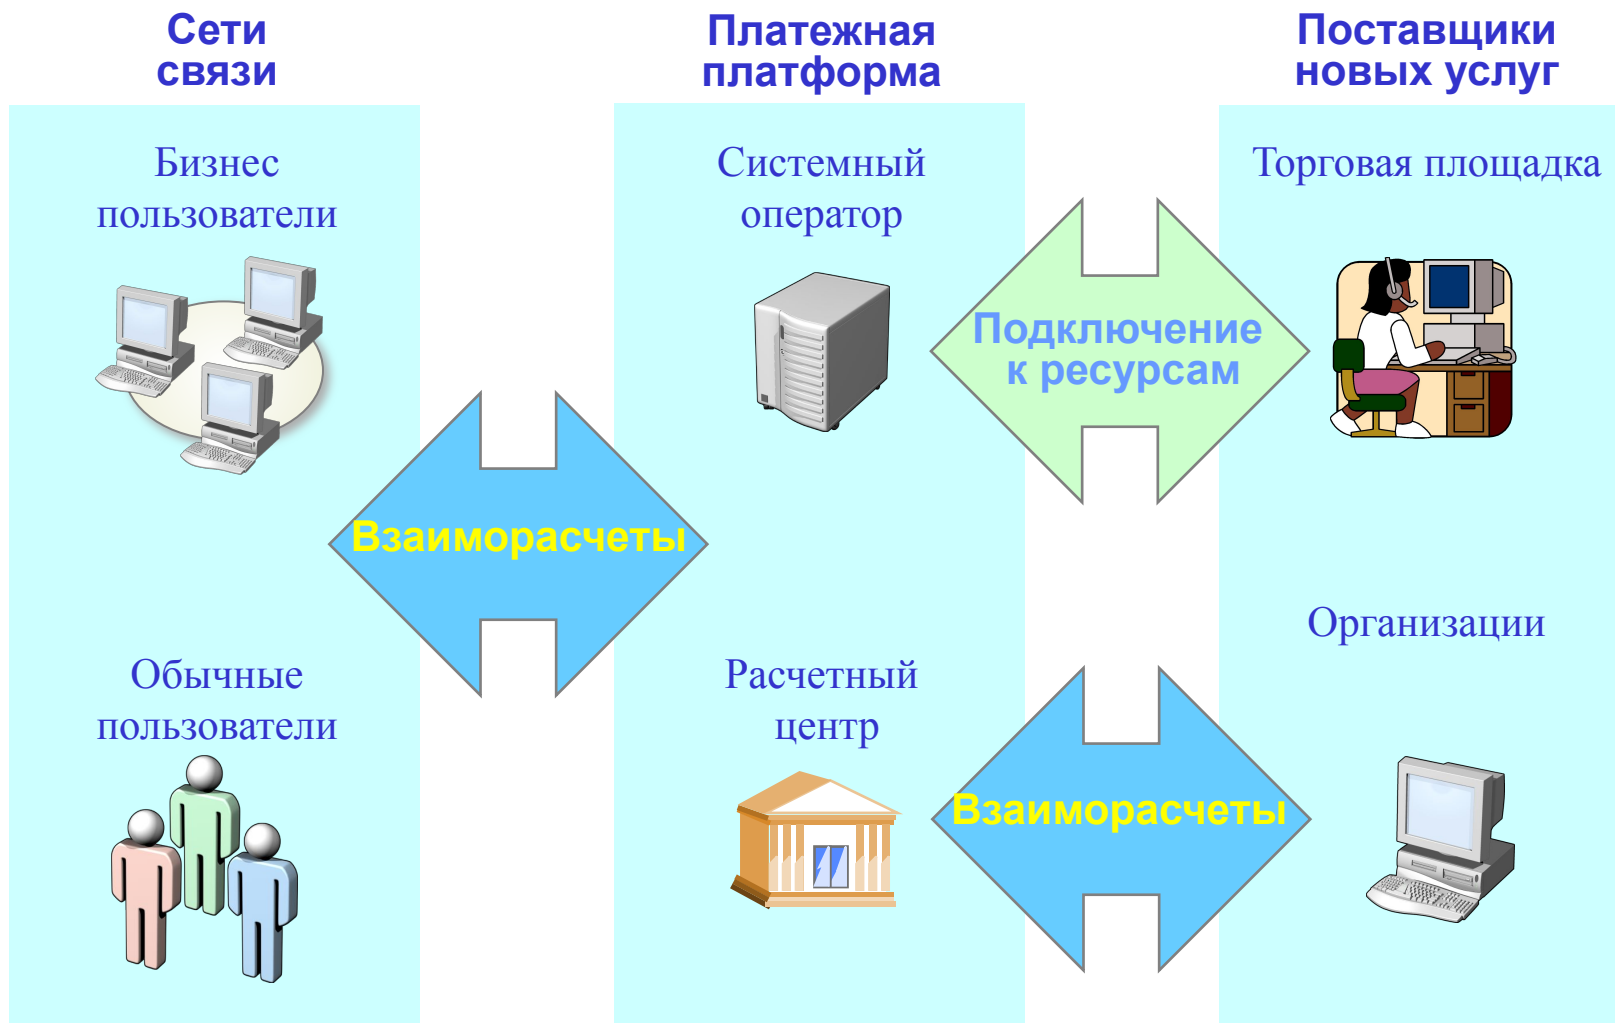 Сети
связи
Платежная
платформа
Поставщики
новых услуг
Бизнес
пользователи
Системный
оператор
Торговая площадка
Подключение
к ресурсам
Взаиморасчеты
Организации
Обычные
пользователи
Расчетный
центр
Взаиморасчеты